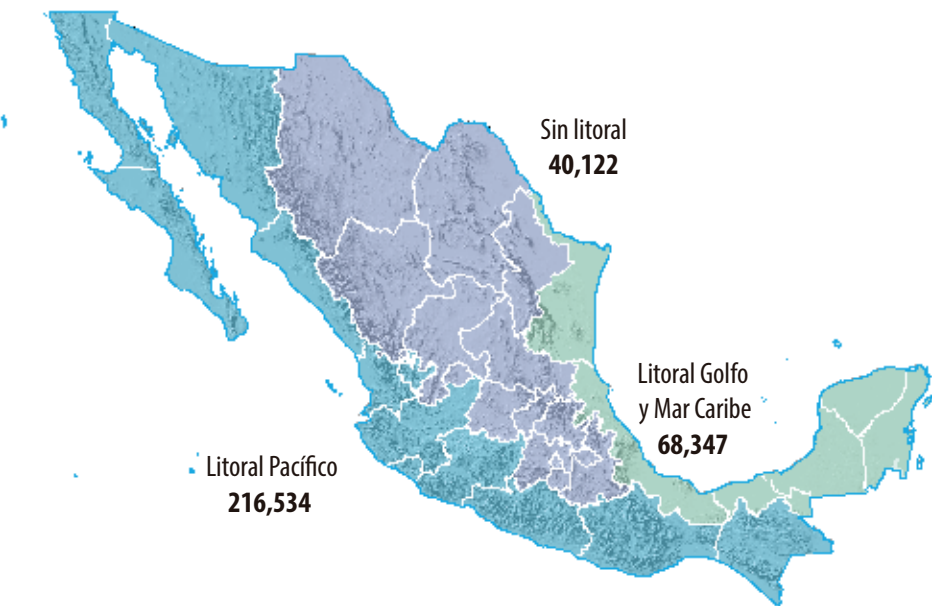 Sin litoral
40,122
Litoral Golfo
y Mar Caribe
68,347
Litoral Pacífico
216,534